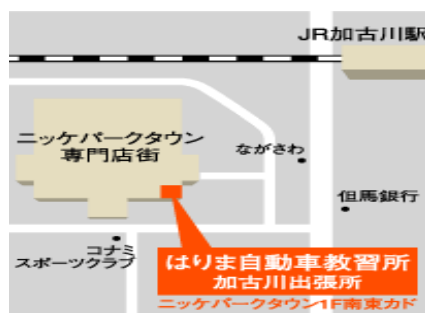 JR加古川駅
ニッケパークタウン
専門店街
ながさわ
但馬銀行
コナミ
スポーツクラブ
はりま自動車教習所
加古川出張所
ニッケパークタウン1F南東カド